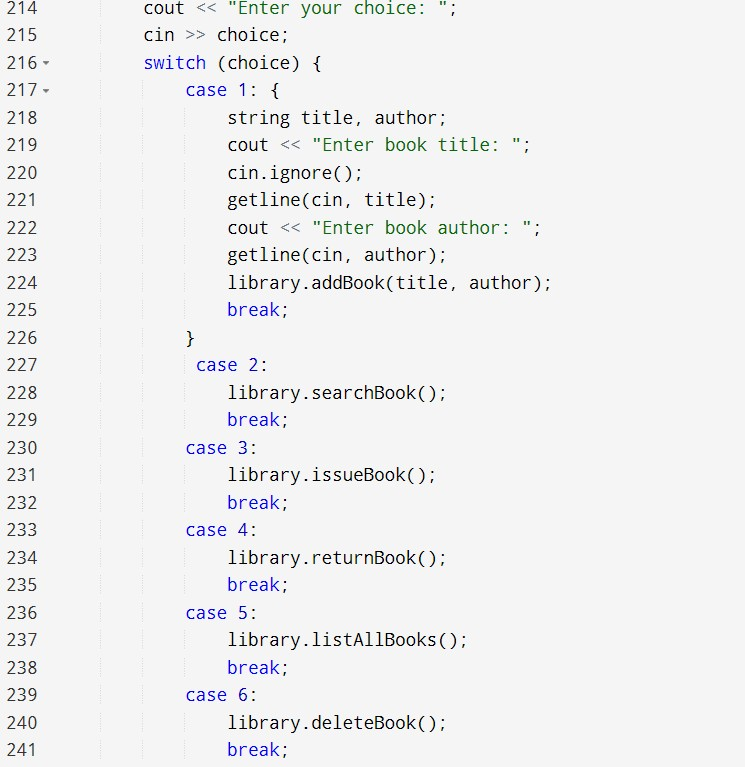 214 cout << "Enter your choice: ";
215 cin >> choice;
216 switch (choice) {
217 case 1: {
218 string title, author;
219 cout << "Enter book title: ";
220 cin.ignore();
221 getline(cin, title);
222 cout << "Enter book author: ";
223 getline(cin, author);
224 library.addBook(title, author);
225 break;
226 }
227 case 2:
228 library.searchBook();
229 break;
230 case 3:
231 library.issueBook();
232 break;
233 case 4:
234 library.returnBook();
235 break;
236 case 5:
237 library.listAllBooks();
238 break;
239 case 6:
240 library.deleteBook();
241 break;